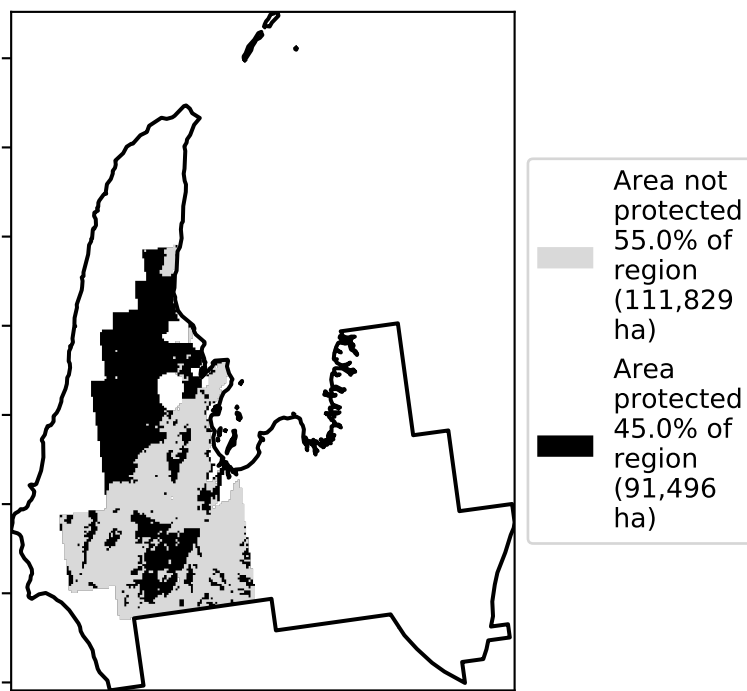 Area not
protected
55.0% of
region
(111,829
ha)
Area
protected
45.0% of
region
(91,496
ha)